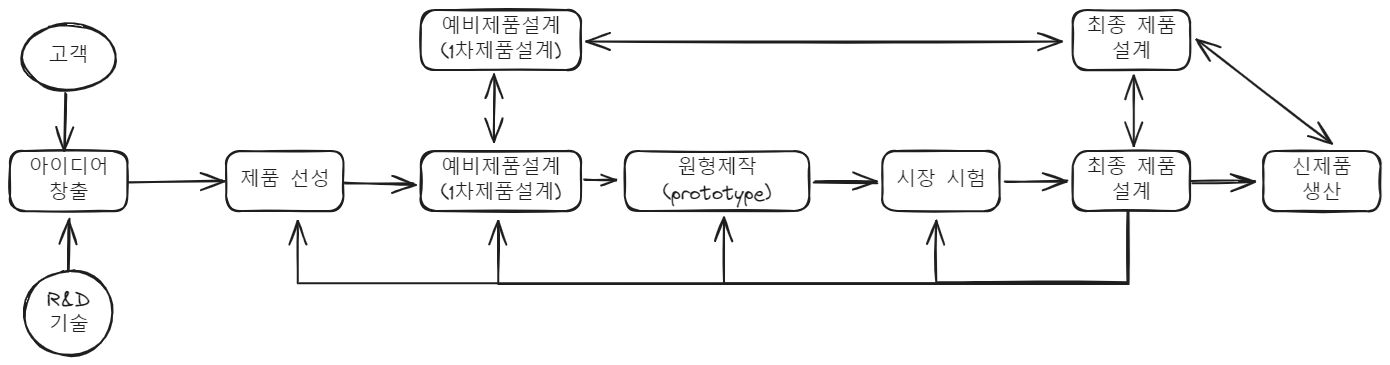 예비제품설계
(1차제품설계)
최종 제품
설계
고객
아이디어
창출
제품 선성
예비제품설계
(1차제품설계)
원형제작
(prototype)
시장 시험
최종 제품
설계
신제품
생산
R&D
기술